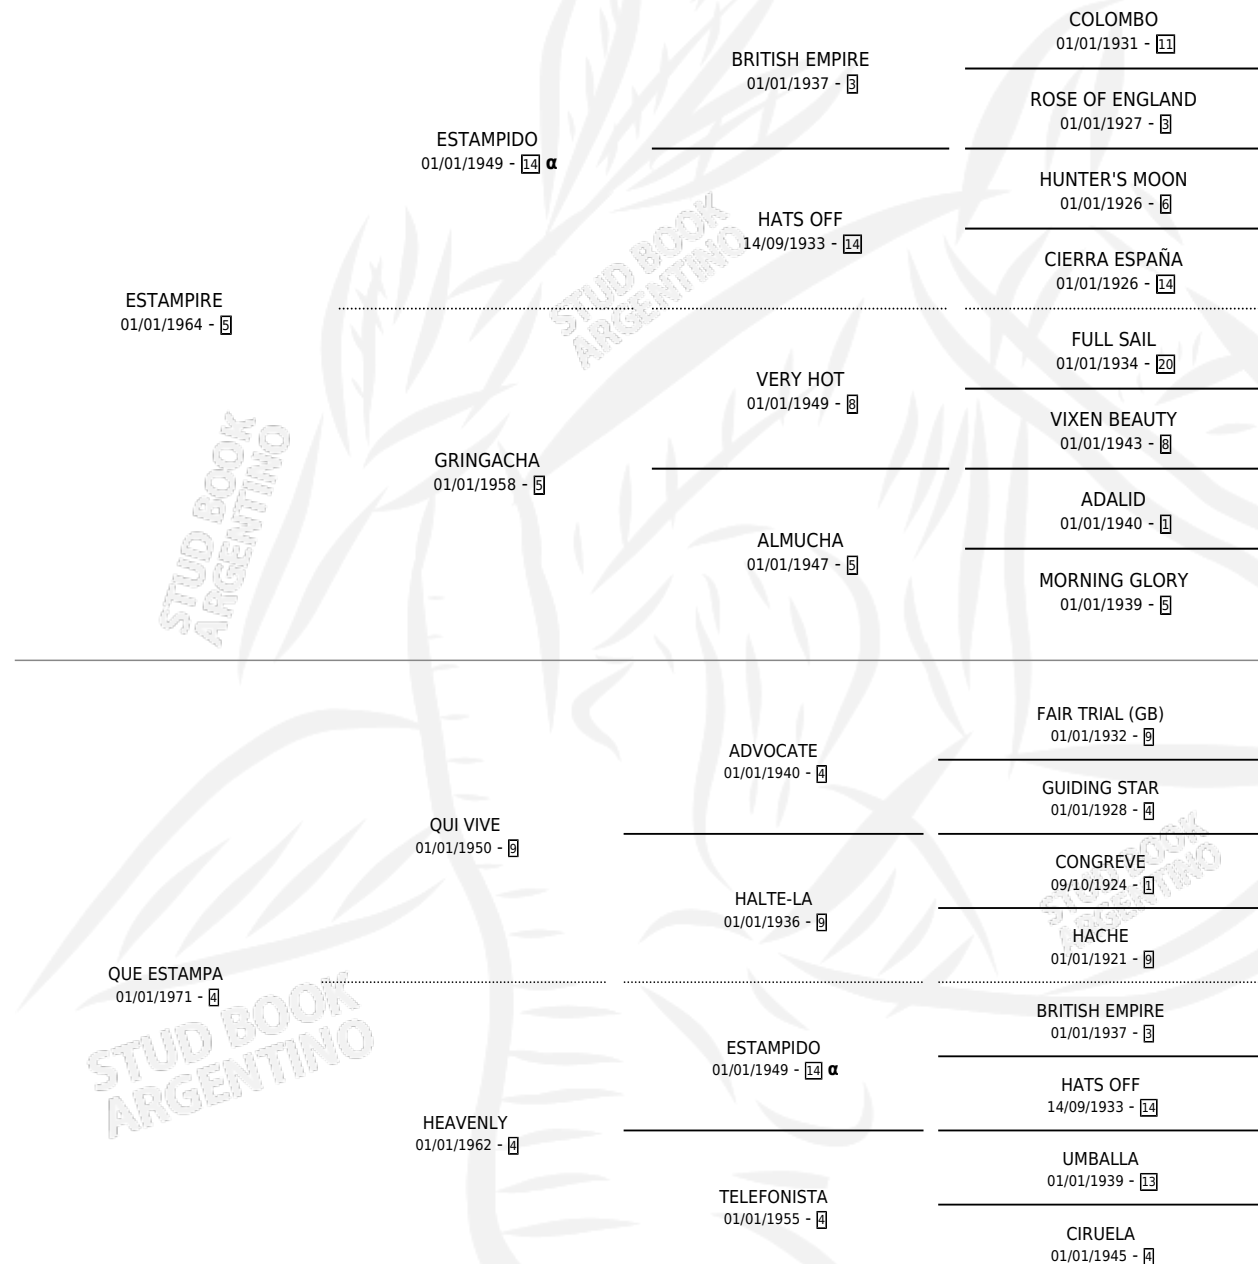 COLOMBO
01/01/1931 - 11
BRITISH EMPIRE
01/01/1937 - 3
ROSE OF ENGLAND
01/01/1927 - 3
ESTAMPIDO
01/01/1949 - 14 α
HUNTER'S MOON
01/01/1926 - 6
HATS OFF
14/09/1933 - 14
CIERRA ESPAÑA
01/01/1926 - 14
STUD BOOK
ARGENTINO
ESTAMPIRE
01/01/1964 - 5
FULL SAIL
01/01/1934 - 20
VERY HOT
01/01/1949 - 8
VIXEN BEAUTY
01/01/1943 - 8
GRINGACHA
01/01/1958 - 5
ADALID
01/01/1940 - 1
ALMUCHA
01/01/1947 - 5
MORNING GLORY
01/01/1939 - 5
STUD BOOK
ARGENTINO
FAIR TRIAL (GB)
01/01/1932 - 9
ADVOCATE
01/01/1940 - 4
GUIDING STAR
01/01/1928 - 4
QUI VIVE
01/01/1950 - 9
CONGREVE
09/10/1924 - 1
HALTE-LA
01/01/1936 - 9
HACHE
01/01/1921 - 9
STUD BOOK
ARGENTINO
QUE ESTAMPA
01/01/1971 - 4
BRITISH EMPIRE
01/01/1937 - 3
ESTAMPIDO
01/01/1949 - 14 α
HATS OFF
14/09/1933 - 14
HEAVENLY
01/01/1962 - 4
UMBALLA
01/01/1939 - 13
TELEFONISTA
01/01/1955 - 4
CIRUELA
01/01/1945 - 4
STUD BOOK
ARGENTINO